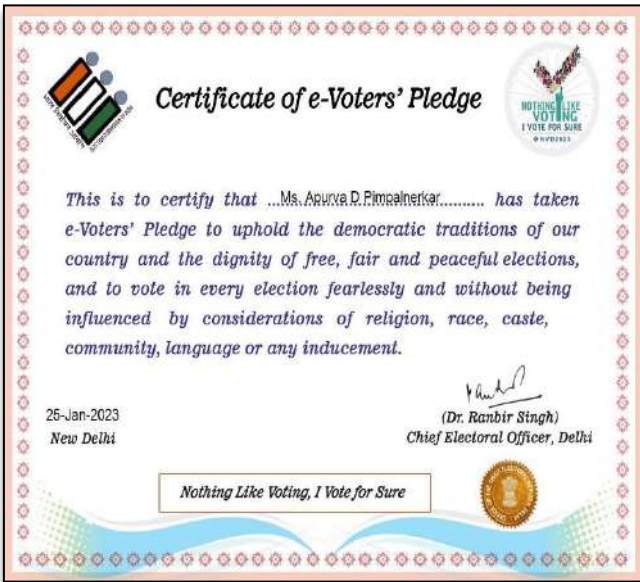 Certificate of e-Voters' Pledge
NOTHING LIKE
VOTING
I VOTE FOR SURE
This is to certify that ...Ms. Apurva D Pimpalnerkar.......... has taken
e-Voters' Pledge to uphold the democratic traditions of our
country and the dignity of free, fair and peaceful elections,
and to vote in every election fearlessly and without being
influenced by considerations of religion, race, caste,
community, language or any inducement.
25-Jan-2023
New Delhi
(Dr. Ranbir Singh)
Chief Electoral Officer, Delhi
Nothing Like Voting, I Vote for Sure